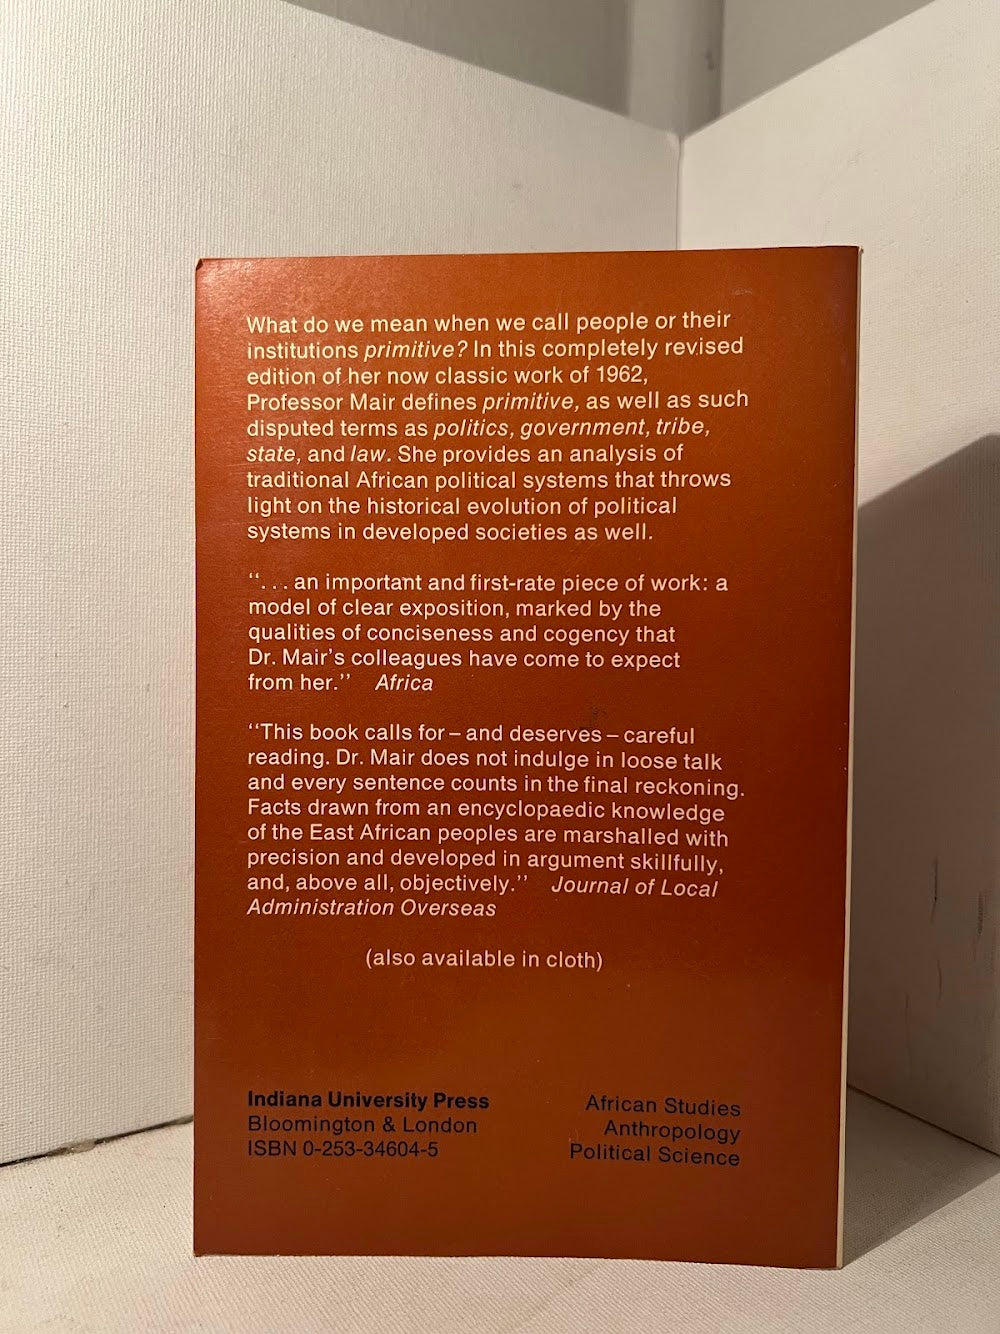 What do we mean when we call people or their
institutions primitive? In this completely revised
edition of her now classic work of 1962,
Professor Mair defines primitive, as well as such
disputed terms as politics, government, tribe,
state, and law. She provides an analysis of
traditional African political systems that throws
light on the historical evolution of political
systems in developed societies as well.
‘‘. . . an important and first-rate piece of work: a
model of clear exposition, marked by the
qualities of conciseness and cogency that
Dr. Mair’s colleagues have come to expect
from her.’’ Africa
‘‘This book calls for – and deserves – careful
reading. Dr. Mair does not indulge in loose talk
and every sentence counts in the final reckoning.
Facts drawn from an encyclopaedic knowledge
of the East African peoples are marshalled with
precision and developed in argument skillfully,
and, above all, objectively.’’ Journal of Local
Administration Overseas
(also available in cloth)
Indiana University Press
Bloomington & London
ISBN 0-253-34604-5
African Studies
Anthropology
Political Science